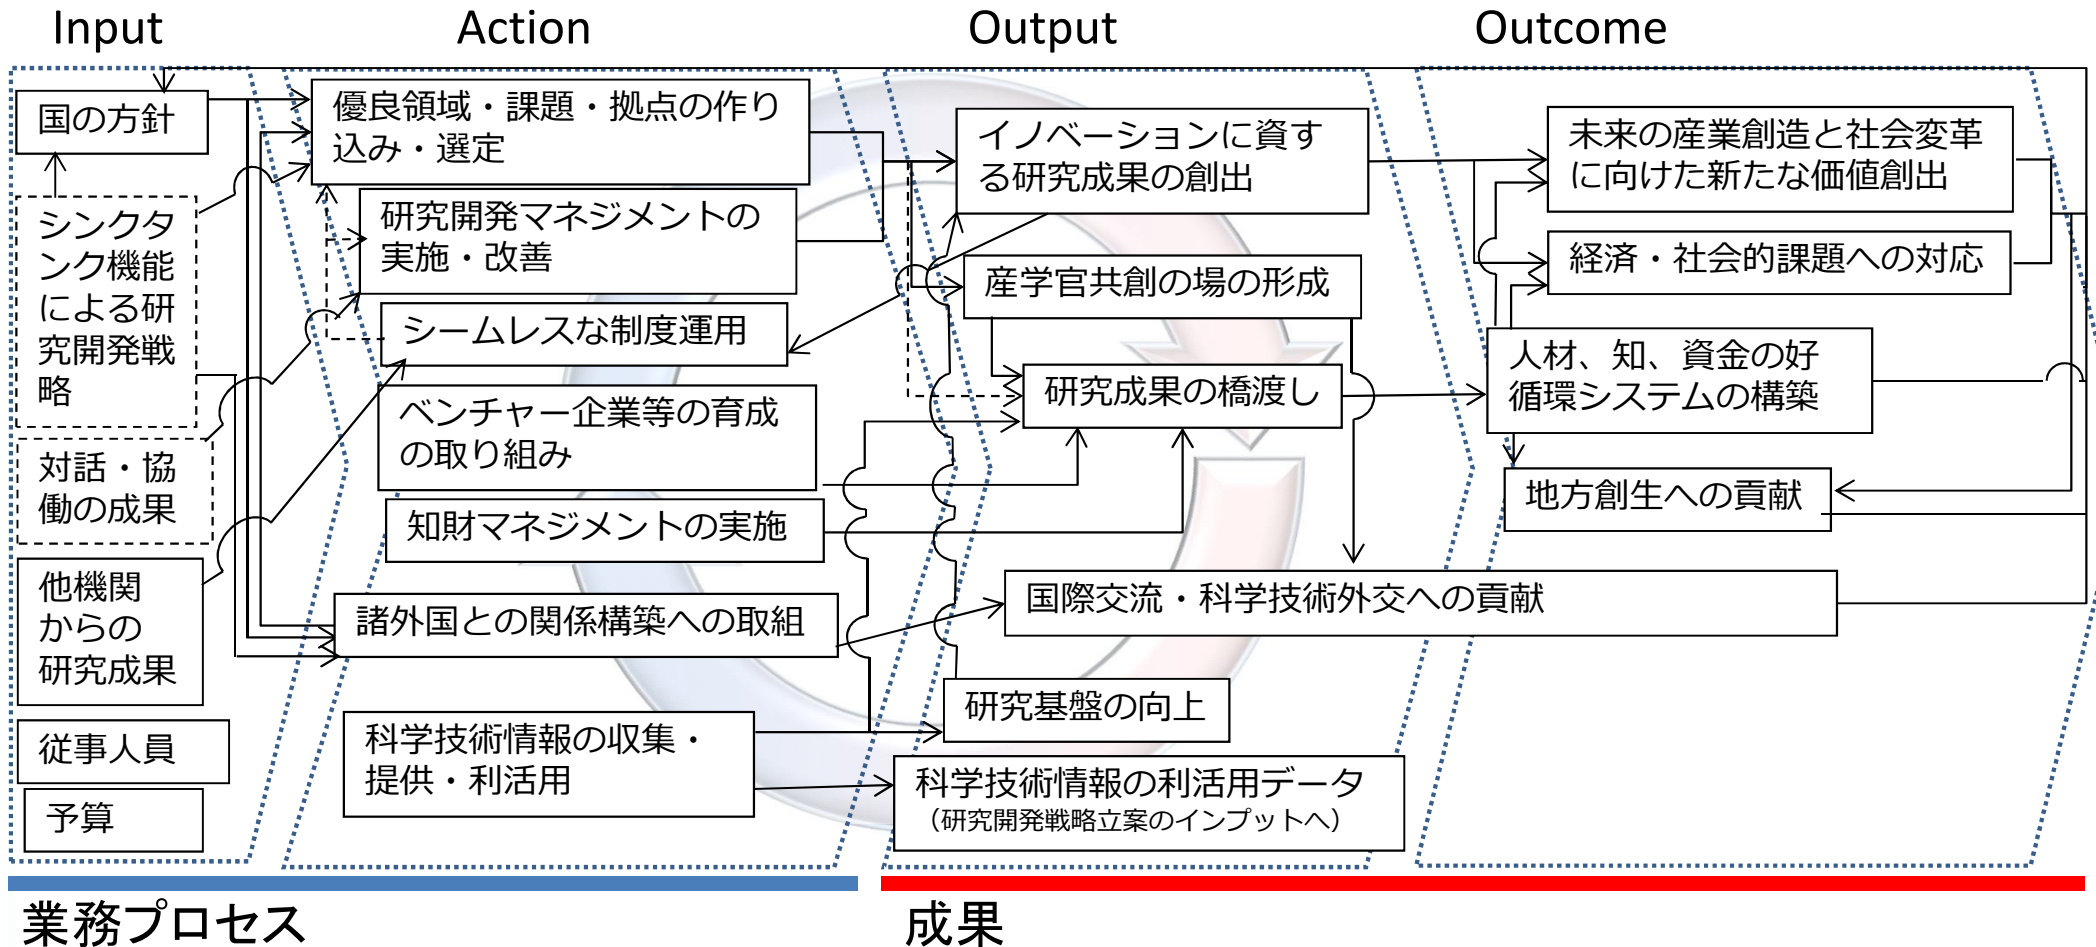 Input
Action
Output
Outcome
国の方針
シンクタ
ンク機能
による研
究開発戦
略
対話・協
働の成果
他機関
からの
研究成果
従事人員
予算
優良領域・課題・拠点の作り
込み・選定
研究開発マネジメントの
実施・改善
シームレスな制度運用
ベンチャー企業等の育成
の取り組み
知財マネジメントの実施
諸外国との関係構築への取組
科学技術情報の収集・
提供・利活用
イノベーションに資す
る研究成果の創出
産学官共創の場の形成
研究成果の橋渡し
国際交流・科学技術外交への貢献
研究基盤の向上
科学技術情報の利活用データ
（研究開発戦略立案のインプットへ）
未来の産業創造と社会変革
に向けた新たな価値創出
経済・社会的課題への対応
人材、知、資金の好
循環システムの構築
地方創生への貢献
業務プロセス
成果